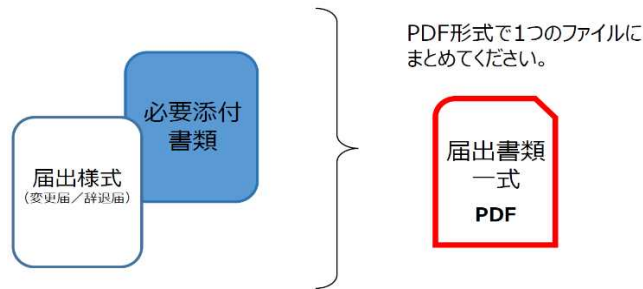 PDF形式で1つのファイルに
まとめてください。
必要添付
書類
届出様式
(変更届/辞退届)
届出書類
一式
PDF